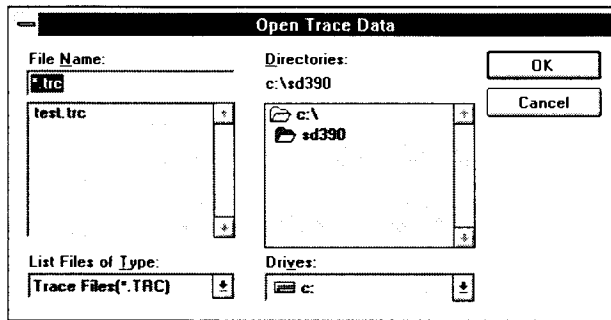 Open Trace Data
File Name:
*.trc
test.trc
List Files of Type:
Trace Files(*.TRC)
Directories:
c:\sd390
c:\
sd390
Drives:
c:
OK
Cancel